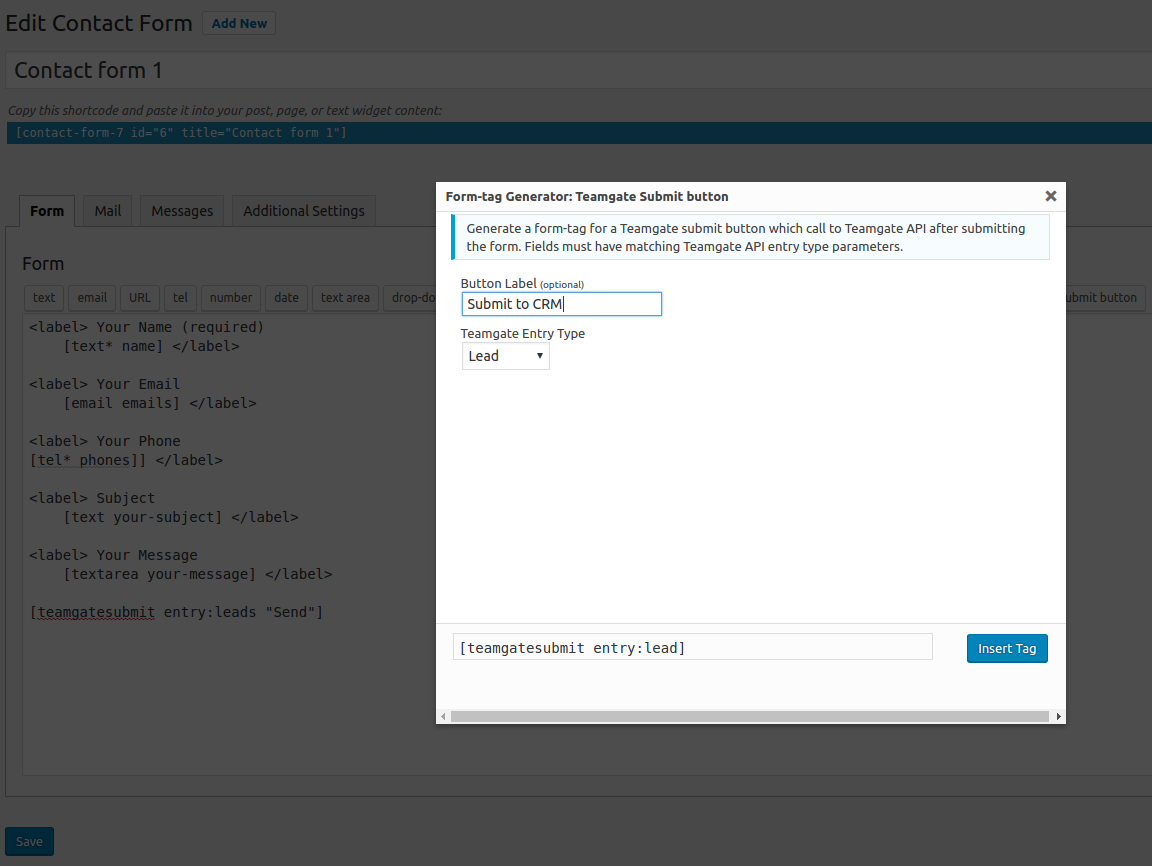 Edit Contact Form Add New
Contact form 1
Copy this shortcode and paste it into your post, page, or text widget content:
[contact-form-7 id="6" title="Contact form 1"]
Form Mail Messages Additional Settings
Form
text email URL tel number date text area drop-do ubmit button
<label> Your Name (required)
[text* name] </label>
<label> Your Email
[email emails] </label>
<label> Your Phone
[tel* phones]] </label>
<label> Subject
[text your-subject] </label>
<label> Your Message
[textarea your-message] </label>
[teamgatesubmit entry:leads "Send"]
Save
Form-tag Generator: Teamgate Submit button
Generate a form-tag for a Teamgate submit button which call to Teamgate API after submitting
the form. Fields must have matching Teamgate API entry type parameters.
Button Label (optional)
Submit to CRM
Teamgate Entry Type
Lead
[teamgatesubmit entry:lead] Insert Tag